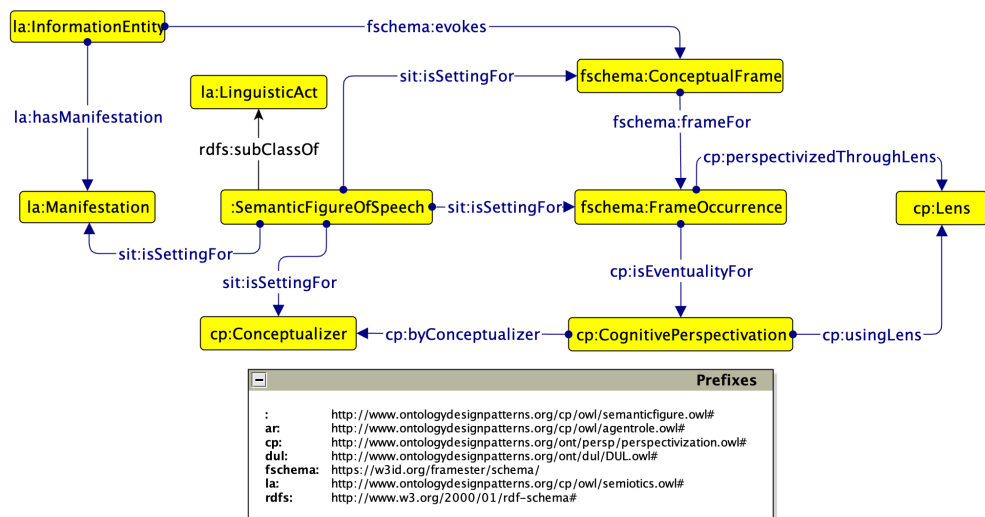 la:InformationEntity
fschema:evokes
fschema:ConceptualFrame
sit:isSettingFor
la:LinguisticAct
la:hasManifestation
fschema:frameFor
rdfs:subClassOf
cp:perspectivizedThroughLens
la:Manifestation
:SemanticFigureOfSpeech
sit:isSettingFor
fschema:FrameOccurrence
cp:Lens
sit:isSettingFor
sit:isSettingFor
cp:isEventualityFor
cp:Conceptualizer
cp:byConceptualizer
cp:CognitivePerspectivation
cp:usingLens
Prefixes
: http://www.ontologydesignpatterns.org/cp/owl/semanticfigure.owl#
ar: http://www.ontologydesignpatterns.org/cp/owl/agentrole.owl#
cp: http://www.ontologydesignpatterns.org/ont/persp/perspectivization.owl#
dul: http://www.ontologydesignpatterns.org/ont/dul/DUL.owl#
fschema: https://w3id.org/framester/schema/
la: http://www.ontologydesignpatterns.org/cp/owl/semiotics.owl#
rdfs: http://www.w3.org/2000/01/rdf-schema#